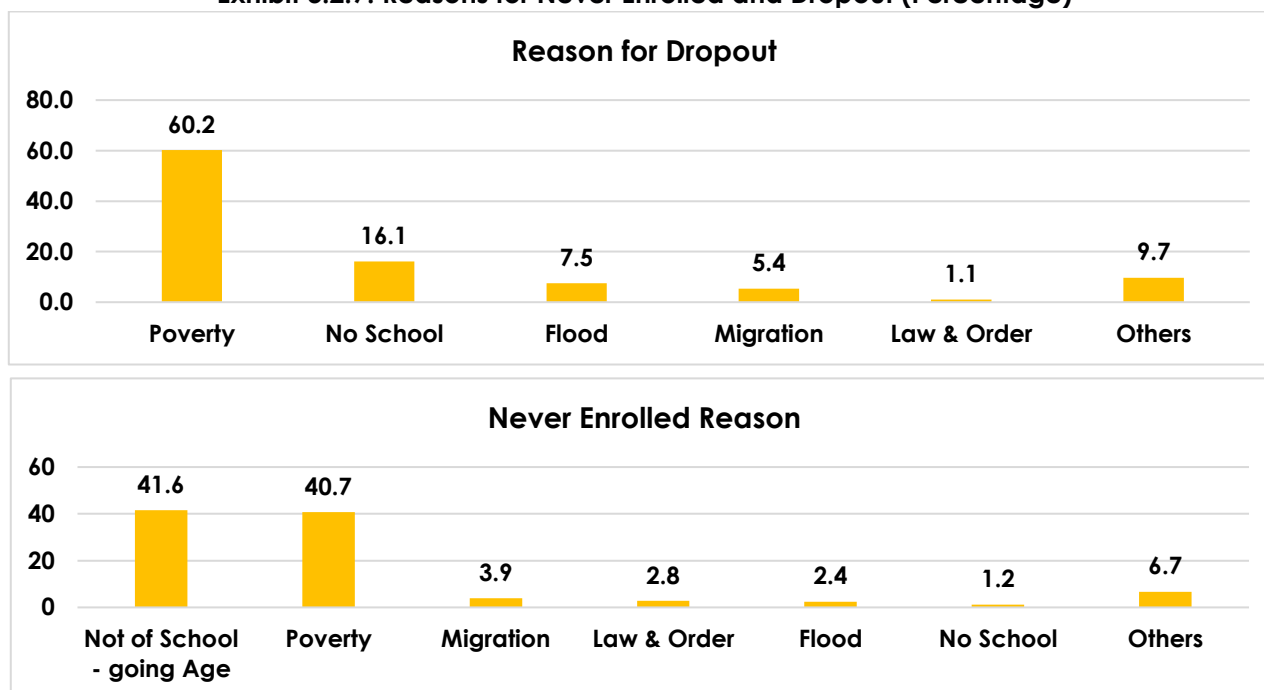 Reasons for Never Enrolled and Dropout (Percentage)
Reason for Dropout
80.0
60.0
40.0
20.0
0.0
60.2
16.1
7.5
5.4
1.1
9.7
Poverty
No School
Flood
Migration
Law & Order
Others
Never Enrolled Reason
60
40
20
0
41.6
40.7
3.9
2.8
2.4
1.2
6.7
Not of School
- going Age
Poverty
Migration
Law & Order
Flood
No School
Others